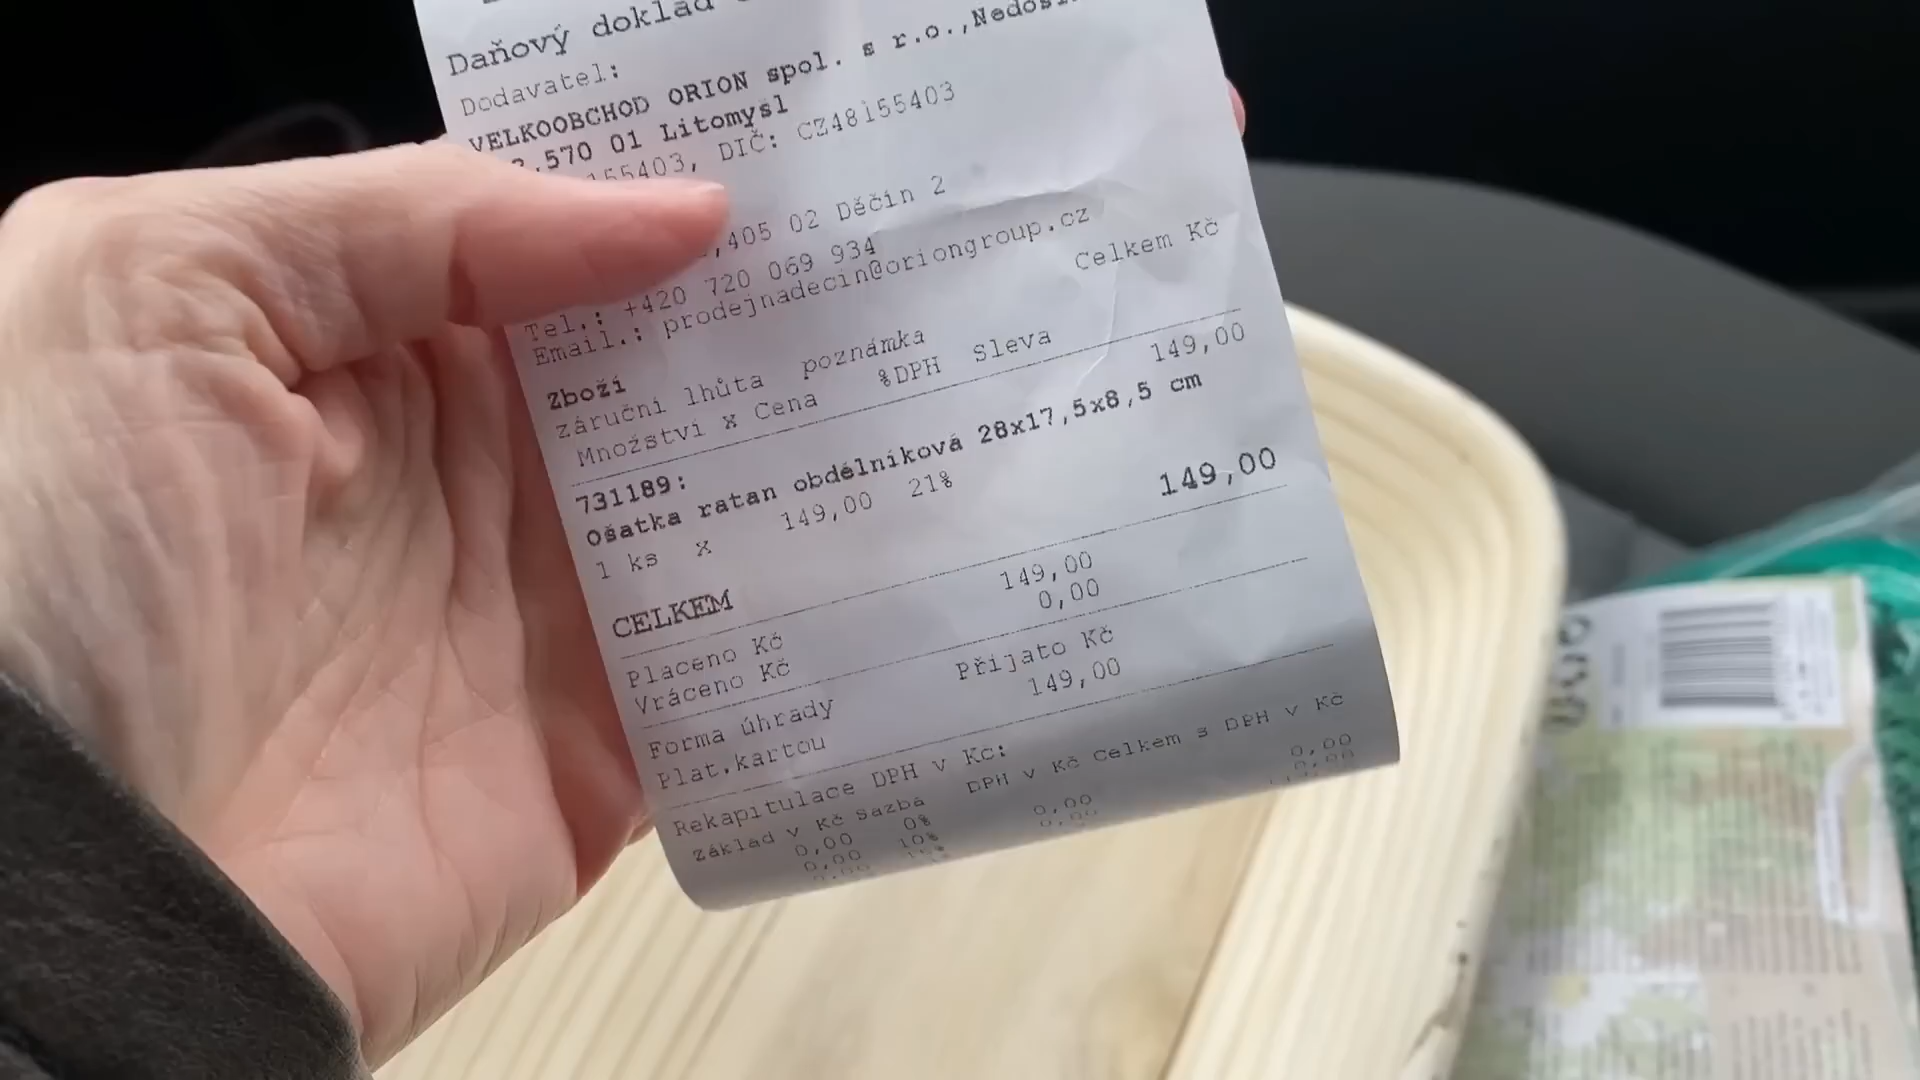 Daňový doklad
Dodavatel:
VELKOOBCHOD ORION spol. s r.o.,
570 01 Litomyšl
155403, DIČ: CZ48155403
,405 02 Děčín 2
Tel.: +420 720 069 934
Email.: prodejnadecin@oriongroup.cz
Zboží
záruční lhůta poznámka
Množství x Cena %DPH Sleva Celkem Kč
731189:
Ošatka ratan obdélníková 28x17,5x8,5 cm
1 ks x 149,00 21% 149,00
CELKEM 149,00
Placeno Kč 149,00
Vráceno Kč 0,00
Forma úhrady Přijato Kč
Plat.kartou 149,00
Rekapitulace DPH v Kč:
Základ v Kč Sazba DPH v Kč Celkem s DPH v Kč
0,00 0% 0,00 0,00
0,00 10% 0,00